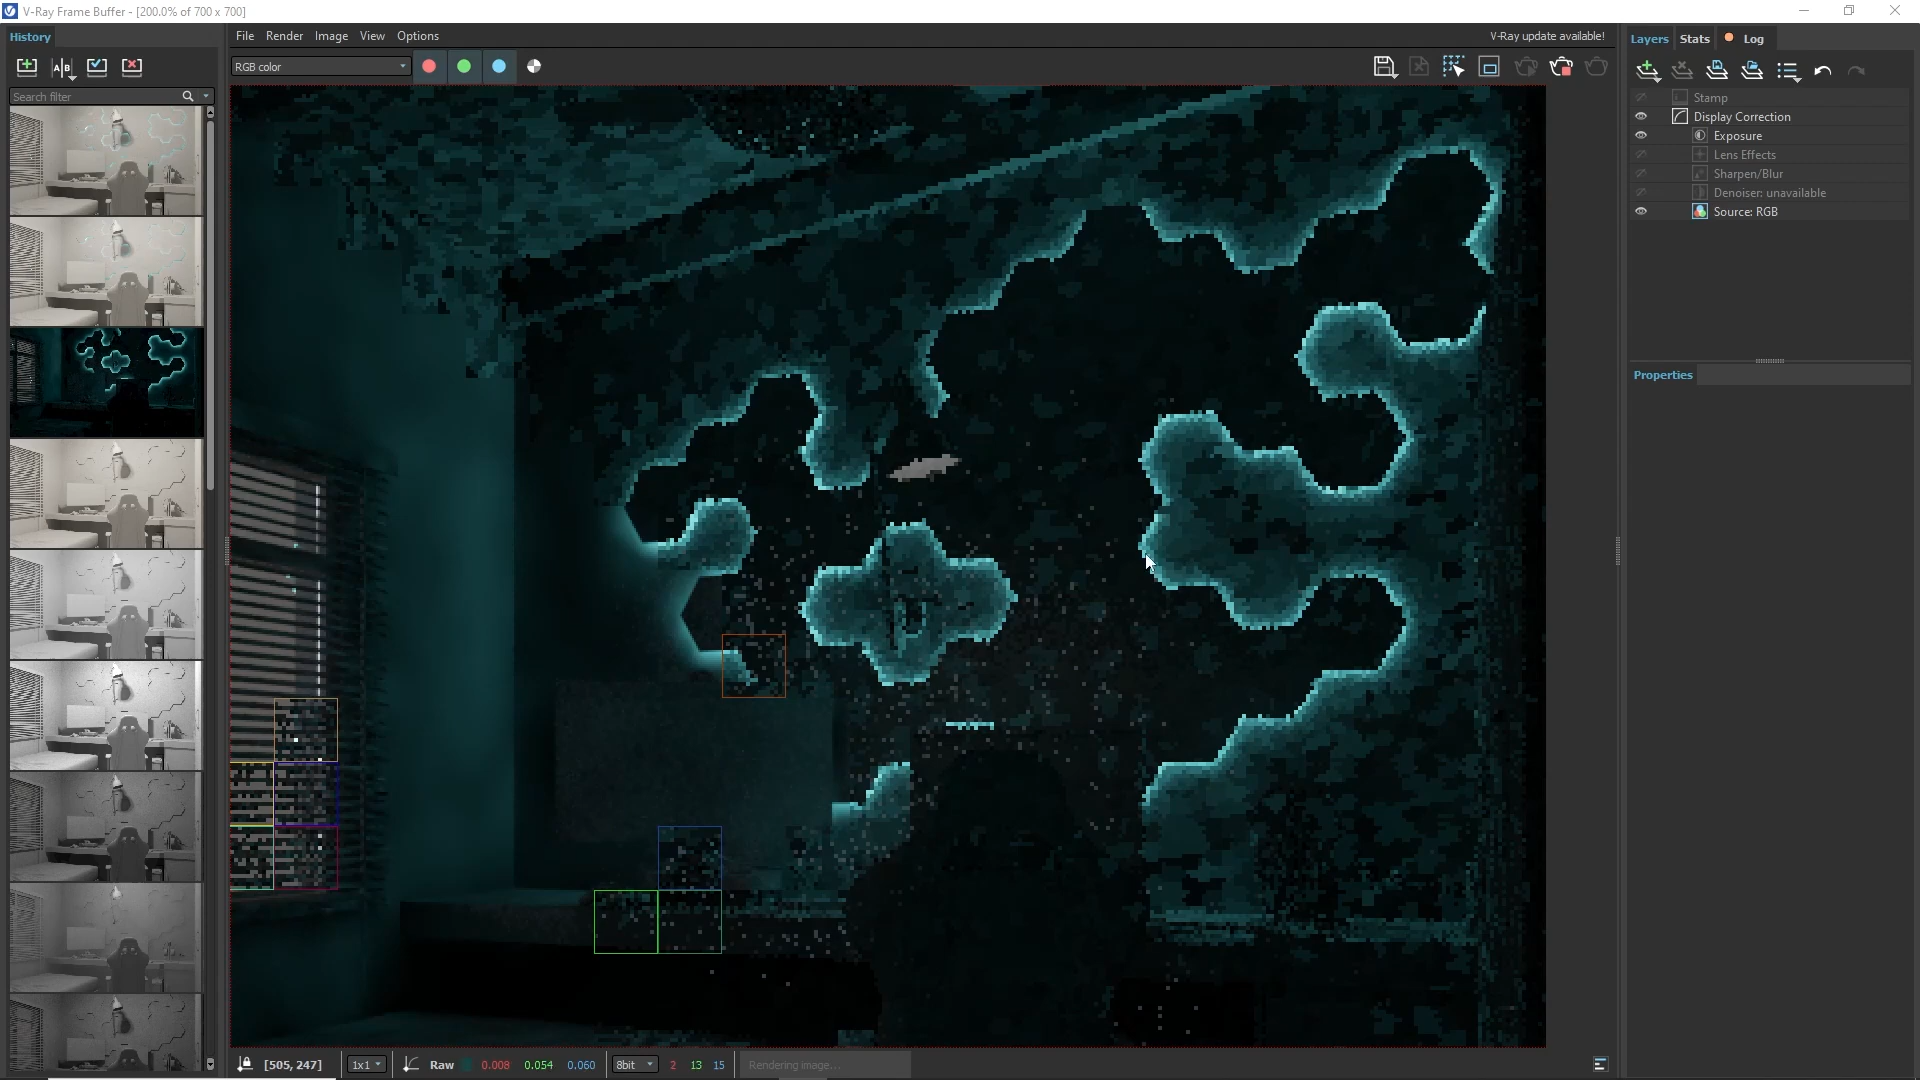 V-Ray Frame Buffer - [200.0% of 700 x 700]
History
File Render Image View Options
V-Ray update available!
Layers Stats Log
RGB color
A B
Search filter
Stamp
Display Correction
Exposure
Lens Effects
Sharpen/Blur
Denoiser: unavailable
Source: RGB
Properties
[505, 247] 1x1 Raw 0.008 0.054 0.060 8bit 2 13 15 Rendering image...